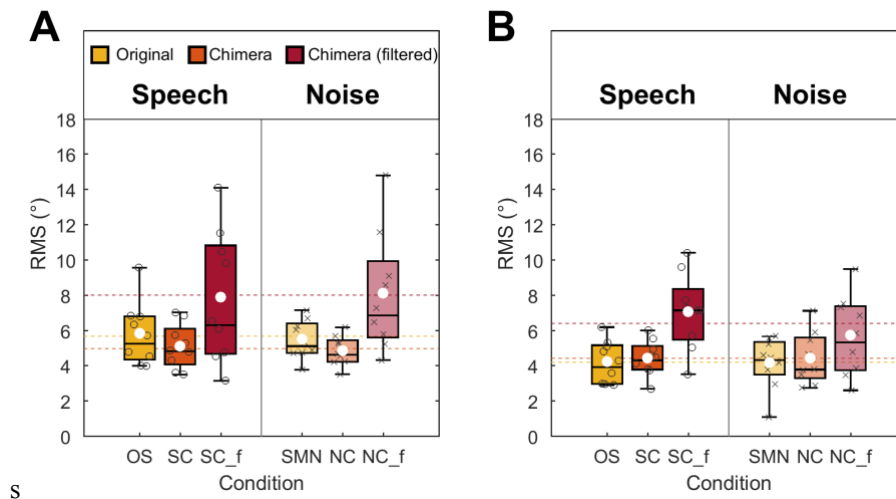 A
Original Chimera Chimera (filtered)
Speech Noise
18
16
14
12
10
8
6
4
2
0
RMS (°)
OS SC SC_f SMN NC NC_f
Condition
B
Speech Noise
18
16
14
12
10
8
6
4
2
0
RMS (°)
OS SC SC_f SMN NC NC_f
Condition
s